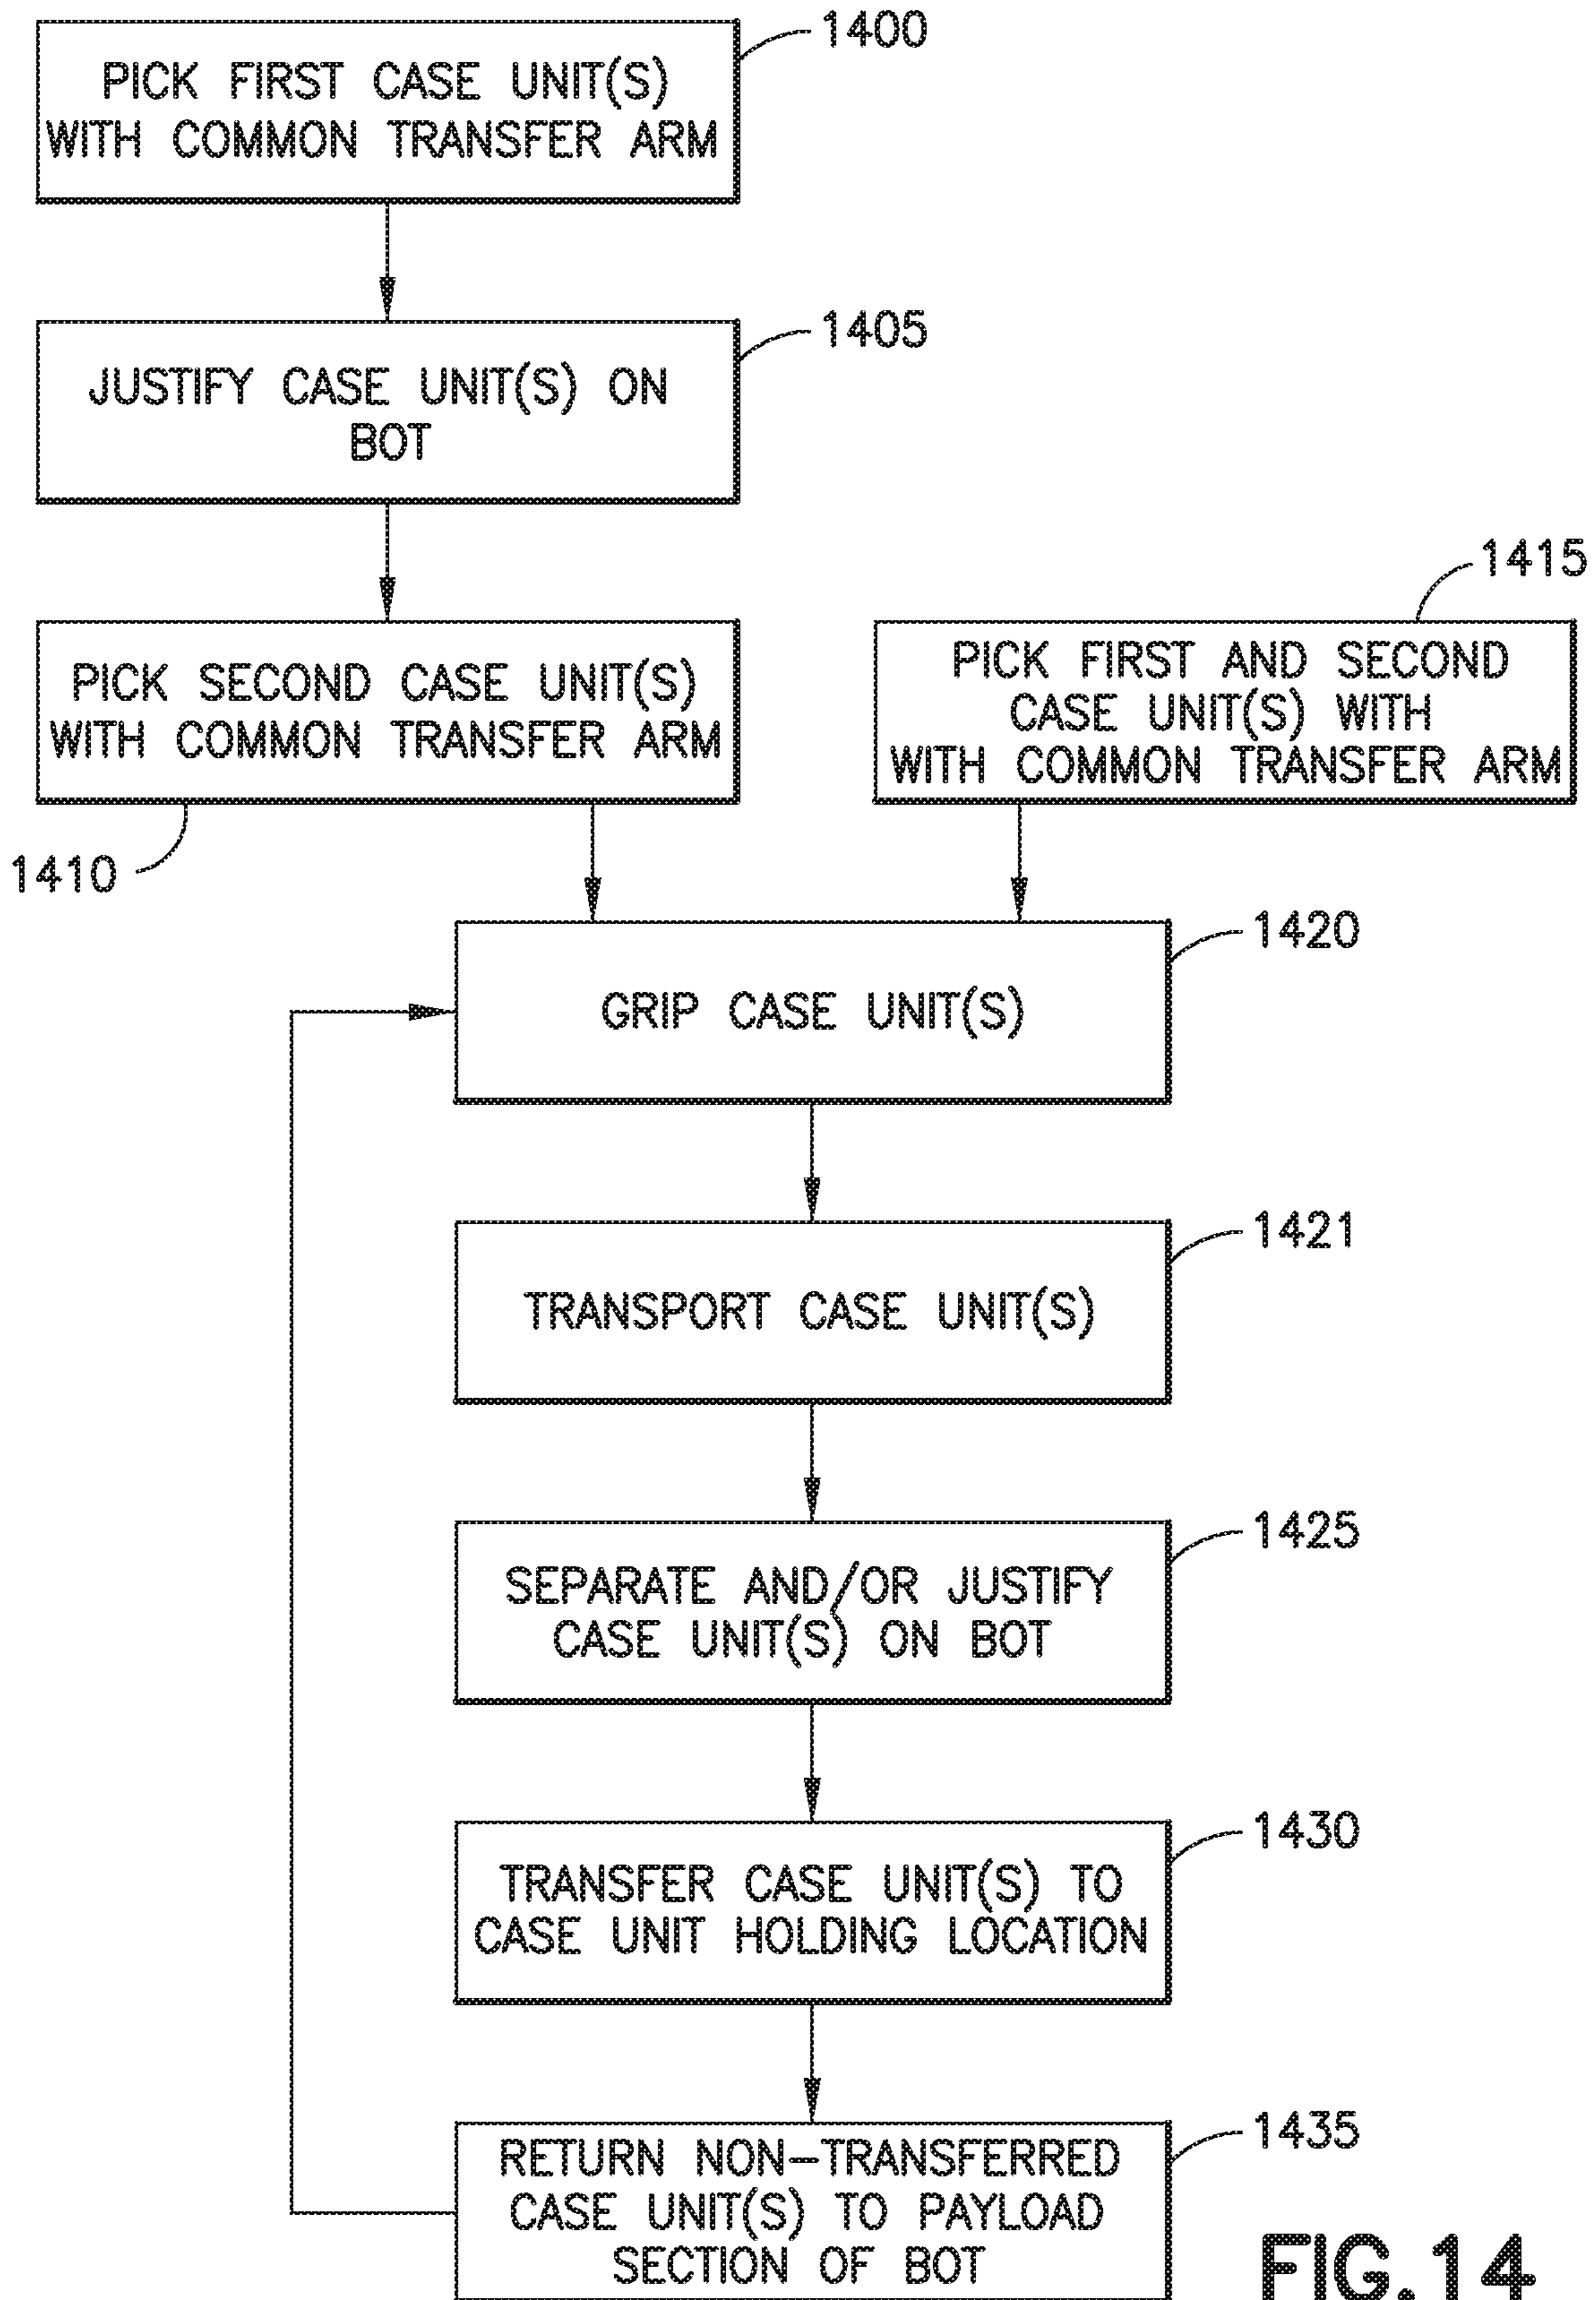 1400
PICK FIRST CASE UNIT(S)
WITH COMMON TRANSFER ARM
1405
JUSTIFY CASE UNIT(S) ON
BOT
1410
PICK SECOND CASE UNIT(S)
WITH COMMON TRANSFER ARM
1415
PICK FIRST AND SECOND
CASE UNIT(S) WITH
WITH COMMON TRANSFER ARM
1420
GRIP CASE UNIT(S)
1421
TRANSPORT CASE UNIT(S)
1425
SEPARATE AND/OR JUSTIFY
CASE UNIT(S) ON BOT
1430
TRANSFER CASE UNIT(S) TO
CASE UNIT HOLDING LOCATION
1435
RETURN NON-TRANSFERRED
CASE UNIT(S) TO PAYLOAD
SECTION OF BOT
FIG.14